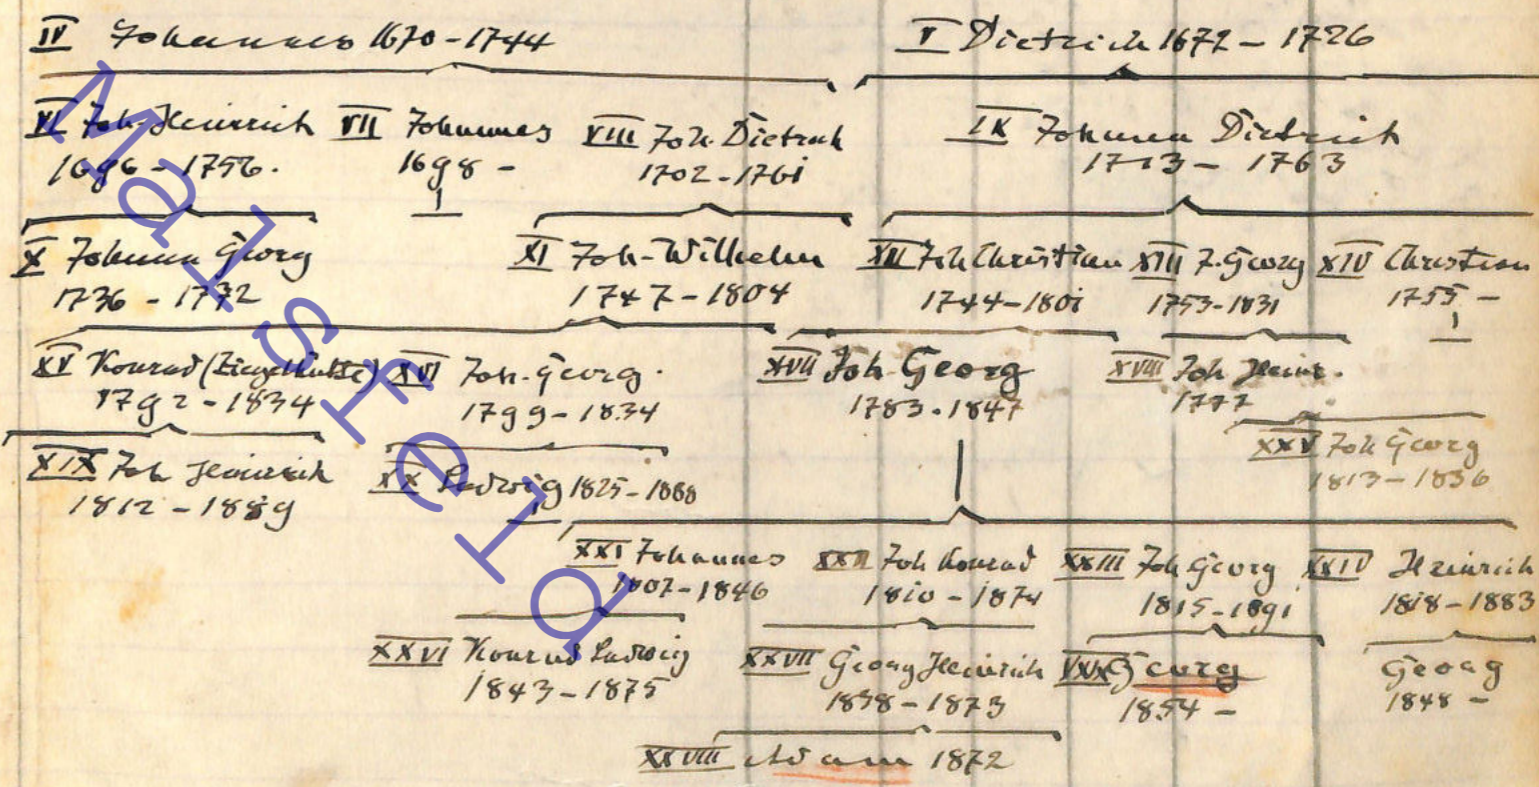 IV Johannes 1670-1744 V Dietrich 1672-1726
VI Joh-Heinrich VII Johannes VIII Joh. Dietrich IX Johann Dietrich
1696-1756. 1698- 1702-1761 1713-1763
X Johann Georg XI Joh-Wilhelm XII Joh Christian XIII J. Georg XIV Christian
1736-1772 1747-1804 1744-1801 1753-1831 1755-
XV Konrad (Ziegelhütte) XVI Joh. Georg. XVII Joh Georg XVIII Joh Heinr.
1792-1834 1799-1834 1783-1847 1777
XIX Joh Heinrich XX Ludwig 1825-1888 XXV Joh Georg
1812-1889 1813-1836
XXI Johannes XXII Joh Konrad XXIII Joh Georg XXIV Heinrich
1807-1846 1810-1874 1815-1891 1818-1883
XXVI Konrad Ludwig XXVII Georg Heinrich Georg Georg
1843-1875 1838-1873 1854- 1848-
XXVIII Adam 1872
Malsfeld